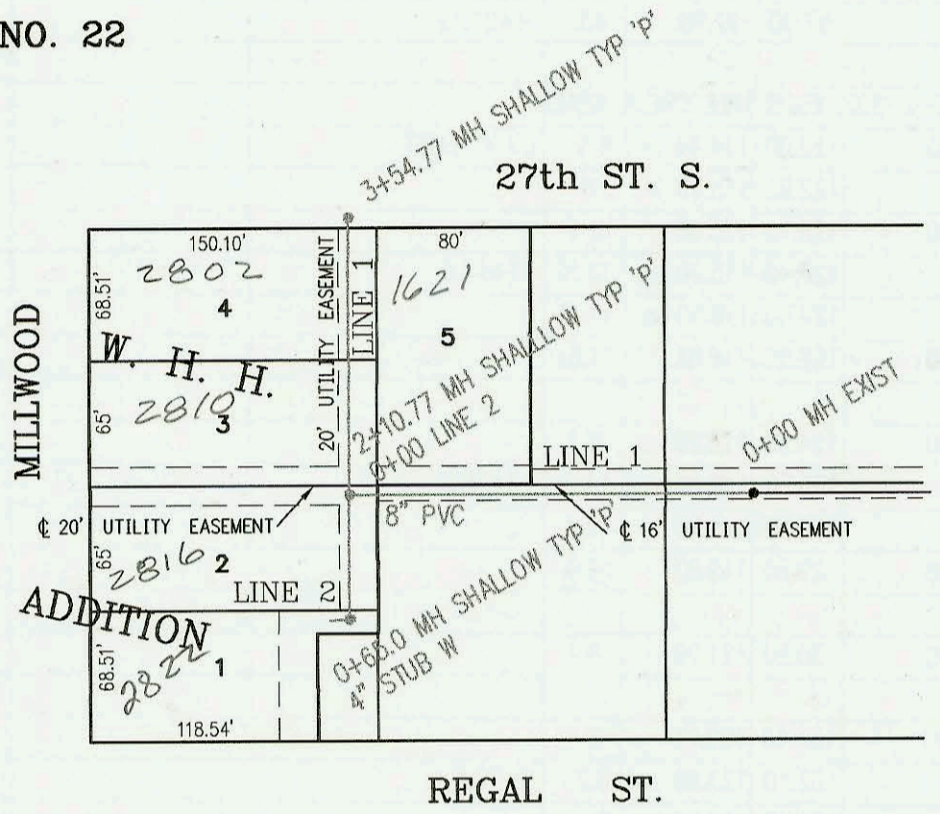 NO. 22
3+54.77 MH SHALLOW TYP 'P'
27th ST. S.
MILLWOOD
150.10'
80'
68.51'
2802
4
20' UTILITY EASEMENT
LINE 1
1621
5
W. H. H.
65'
2810
3
2+10.77 MH SHALLLOW TYP 'P'
0+00 LINE 2
LINE 1
0+00 MH EXIST
℄ 20' UTILITY EASEMENT
8" PVC
℄ 16' UTILITY EASEMENT
65'
2816
2
LINE 2
ADDITION
0+65.0 MH SHALLOW TYP 'P'
4" STUB W
68.51'
2822
1
118.54'
REGAL ST.